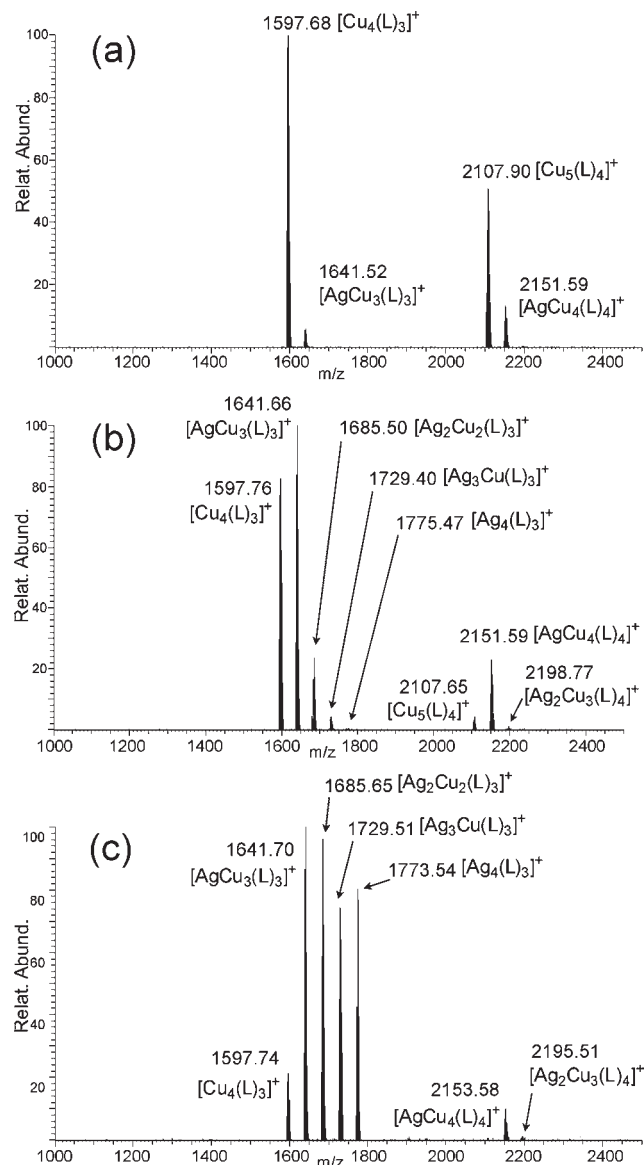 (a)
1597.68 [Cu₄(L)₃]⁺
2107.90 [Cu₅(L)₄]⁺
1641.52
[AgCu₃(L)₃]⁺
2151.59
[AgCu₄(L)₄]⁺
Relat. Abund.
100
80
60
40
20
1000 1200 1400 1600 1800 2000 2200 2400
m/z
(b)
1641.66
[AgCu₃(L)₃]⁺
1685.50 [Ag₂Cu₂(L)₃]⁺
1597.76
[Cu₄(L)₃]⁺
1729.40 [Ag₃Cu(L)₃]⁺
1775.47 [Ag₄(L)₃]⁺
2151.59 [AgCu₄(L)₄]⁺
2107.65
[Cu₅(L)₄]⁺
2198.77
[Ag₂Cu₃(L)₄]⁺
Relat. Abund.
100
80
60
40
20
1000 1200 1400 1600 1800 2000 2200 2400
m/z
(c)
1685.65 [Ag₂Cu₂(L)₃]⁺
1641.70
[AgCu₃(L)₃]⁺
1729.51 [Ag₃Cu(L)₃]⁺
1773.54 [Ag₄(L)₃]⁺
1597.74
[Cu₄(L)₃]⁺
2153.58
[AgCu₄(L)₄]⁺
2195.51
[Ag₂Cu₃(L)₄]⁺
Relat. Abund.
100
80
60
40
20
1000 1200 1400 1600 1800 2000 2200 2400
m/z